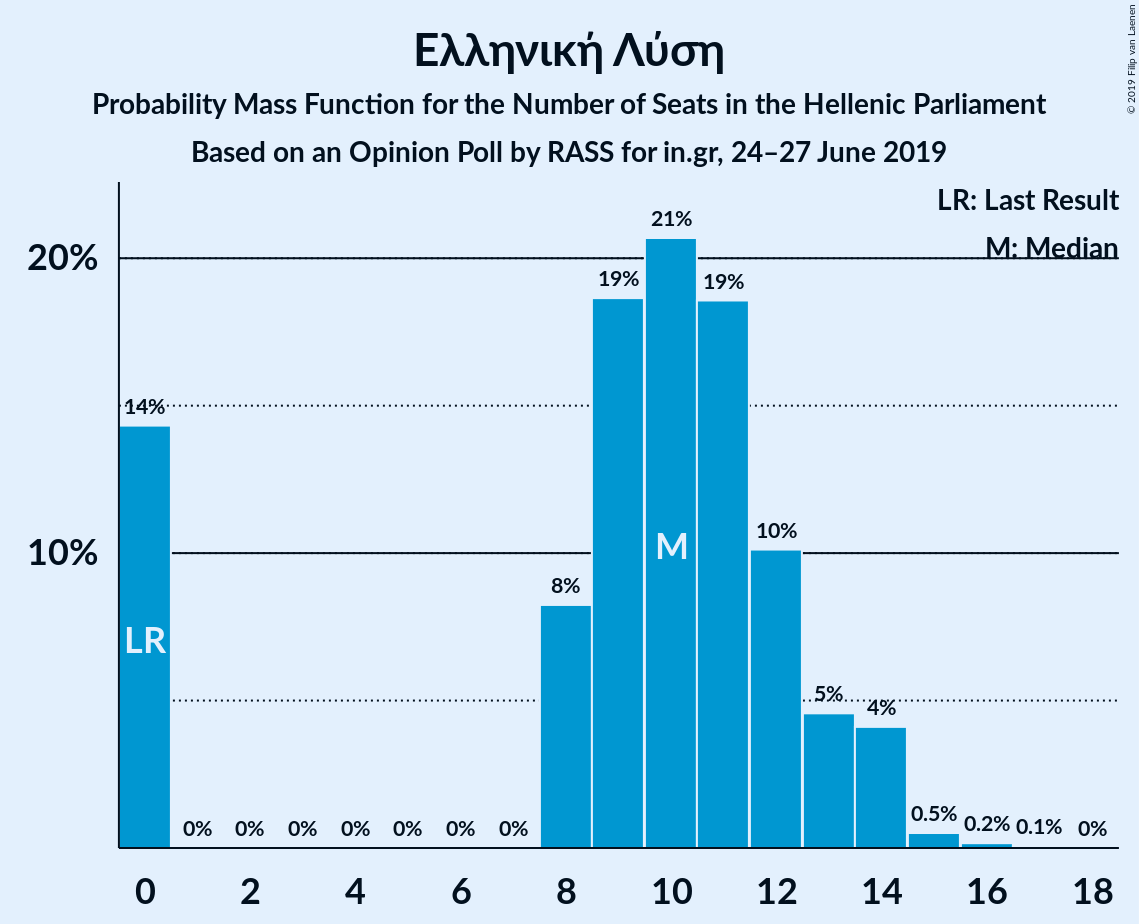 Ελληνική Λύση
Probability Mass Function for the Number of Seats in the Hellenic Parliament
Based on an Opinion Poll by RASS for in.gr, 24–27 June 2019
© 2019 Filip van Laenen
LR: Last Result
M: Median
20%
10%
14%
0%
0%
0%
0%
0%
0%
0%
8%
19%
21%
19%
10%
5%
4%
0.5%
0.2%
0.1%
0%
LR
M
0 2 4 6 8 10 12 14 16 18